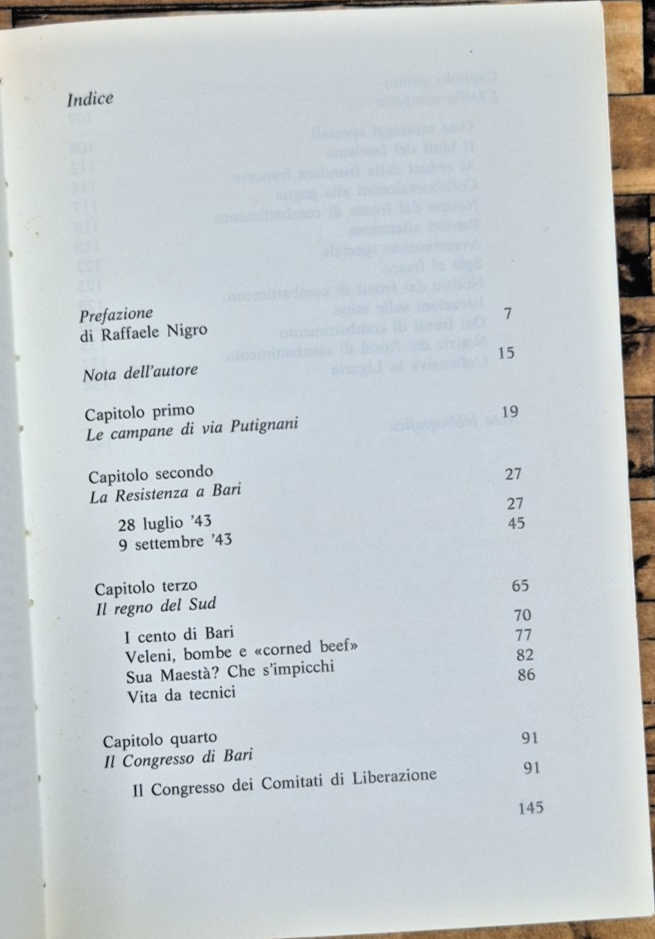 Indice
Prefazione
di Raffaele Nigro 7
Nota dell'autore 15
Capitolo primo 19
Le campane di via Putignani
Capitolo secondo 27
La Resistenza a Bari
28 luglio '43 27
9 settembre '43 45
Capitolo terzo 65
Il regno del Sud
I cento di Bari 70
Veleni, bombe e «corned beef» 77
Sua Maestà? Che s'impicchi 82
Vita da tecnici 86
Capitolo quarto 91
Il Congresso di Bari
Il Congresso dei Comitati di Liberazione 91
145